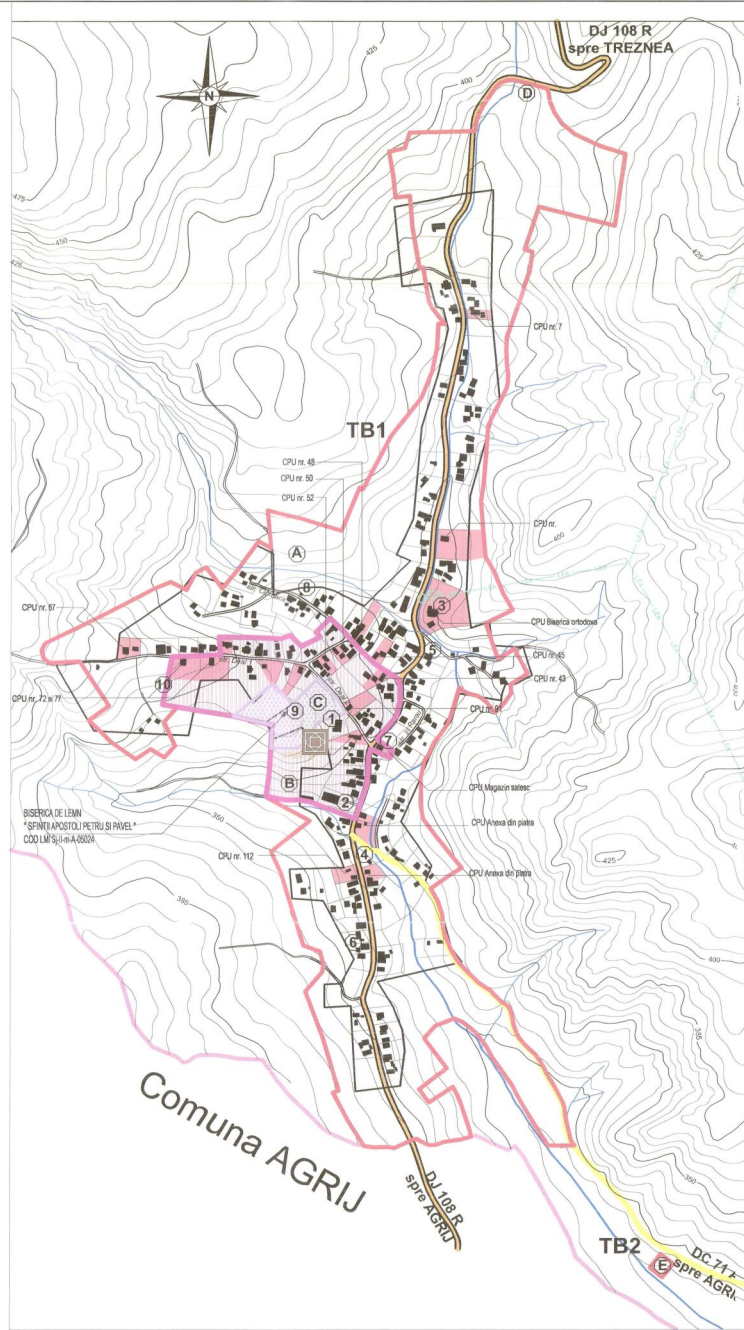 DJ 108 R
spre TREZNEA
425
400
D
N
475
450
425
425
CPU nr. 7
TB1
CPU nr. 48
CPU nr. 50
CPU nr. 52
CPU nr.
400
A
8
3
CPU nr. 67
CPU Biserica ortodoxa
5
CPU nr. 45
str. Deal
10
CPU nr. 43
CPU nr. 72 si 77
C
9
1
CPU nr. 91
7
B
CPU Magazin satesc
2
BISERICA DE LEMN
"SFINTII APOSTOLI PETRU SI PAVEL"
COD LMI SJ-II-m-A-05024
350
CPU Anexa din piatra
4
CPU nr. 112
425
CPU Anexa din piatra
385
6
400
385
Comuna AGRIJ
DJ 108 R
spre AGRIJ
350
TB2
E
DC 71 A
spre AGRI